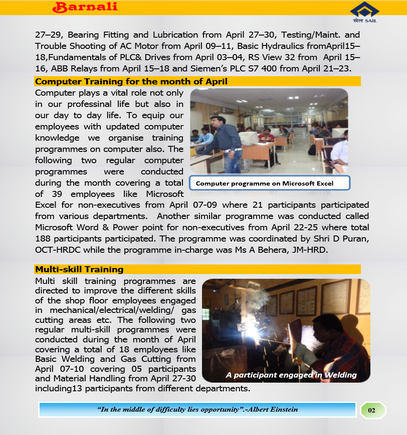 Barnali
SAIL
27–29, Bearing Fitting and Lubrication from April 27–30, Testing/Maint. and
Trouble Shooting of AC Motor from April 09–11, Basic Hydraulics fromApril15–
18,Fundamentals of PLC& Drives from April 03–04, RS View 32 from  April 15–
16, ABB Relays from April 15–18 and Siemen's PLC S7 400 from April 21–23.
Computer Training for the month of April
Computer plays a vital role not only
in our professinal life but also in
our day to day life. To equip our
employees with updated computer
knowledge we organise training
programmes on computer also. The
following two regular computer
programmes were conducted
during the month covering a total
of 39 employees like Microsoft
Computer programme on Microsoft Excel
Excel for non-executives from April 07-09 where 21 participants participated
from various departments.  Another similar programme was conducted called
Microsoft Word & Power point for non-executives from April 22-25 where total
188 participants participated. The programme was coordinated by Shri D Puran,
OCT-HRDC while the programme in-charge was Ms A Behera, JM-HRD.
Multi-skill Training
Multi skill training programmes are
directed to improve the different skills
of the shop floor employees engaged
in mechanical/electrical/welding/ gas
cutting areas etc. The following two
regular multi-skill programmes were
conducted during the month of April
covering a total of 18 employees like
Basic Welding and Gas Cutting from
April 07-10 covering 05 participants
and Material Handling from April 27-30
including13 participants from different departments.
A participant engaged in Welding
"In the middle of difficulty lies opportunity".-Albert Einstein
02